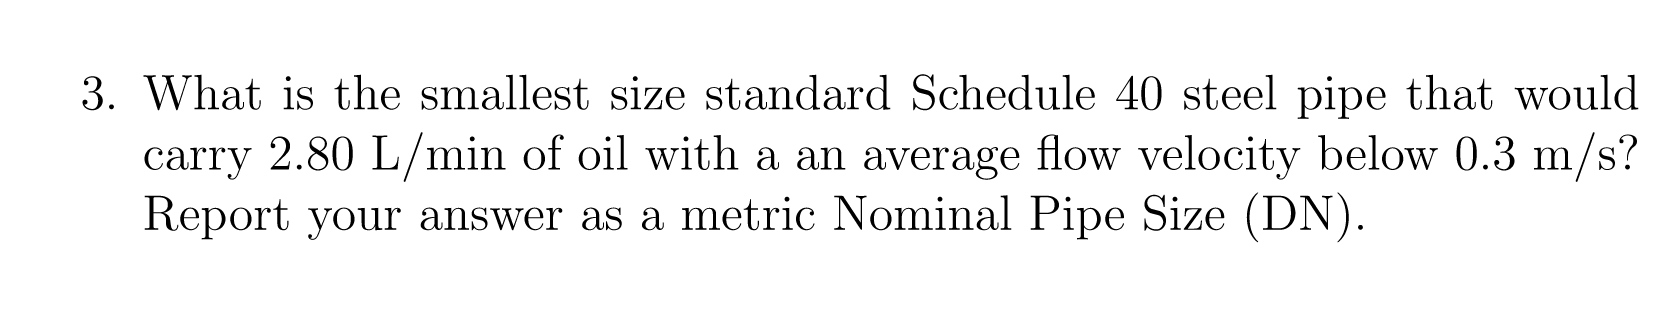 3. What is the smallest size standard Schedule 40 steel pipe that would
carry 2.80 L/min of oil with a an average flow velocity below 0.3 m/s?
Report your answer as a metric Nominal Pipe Size (DN).